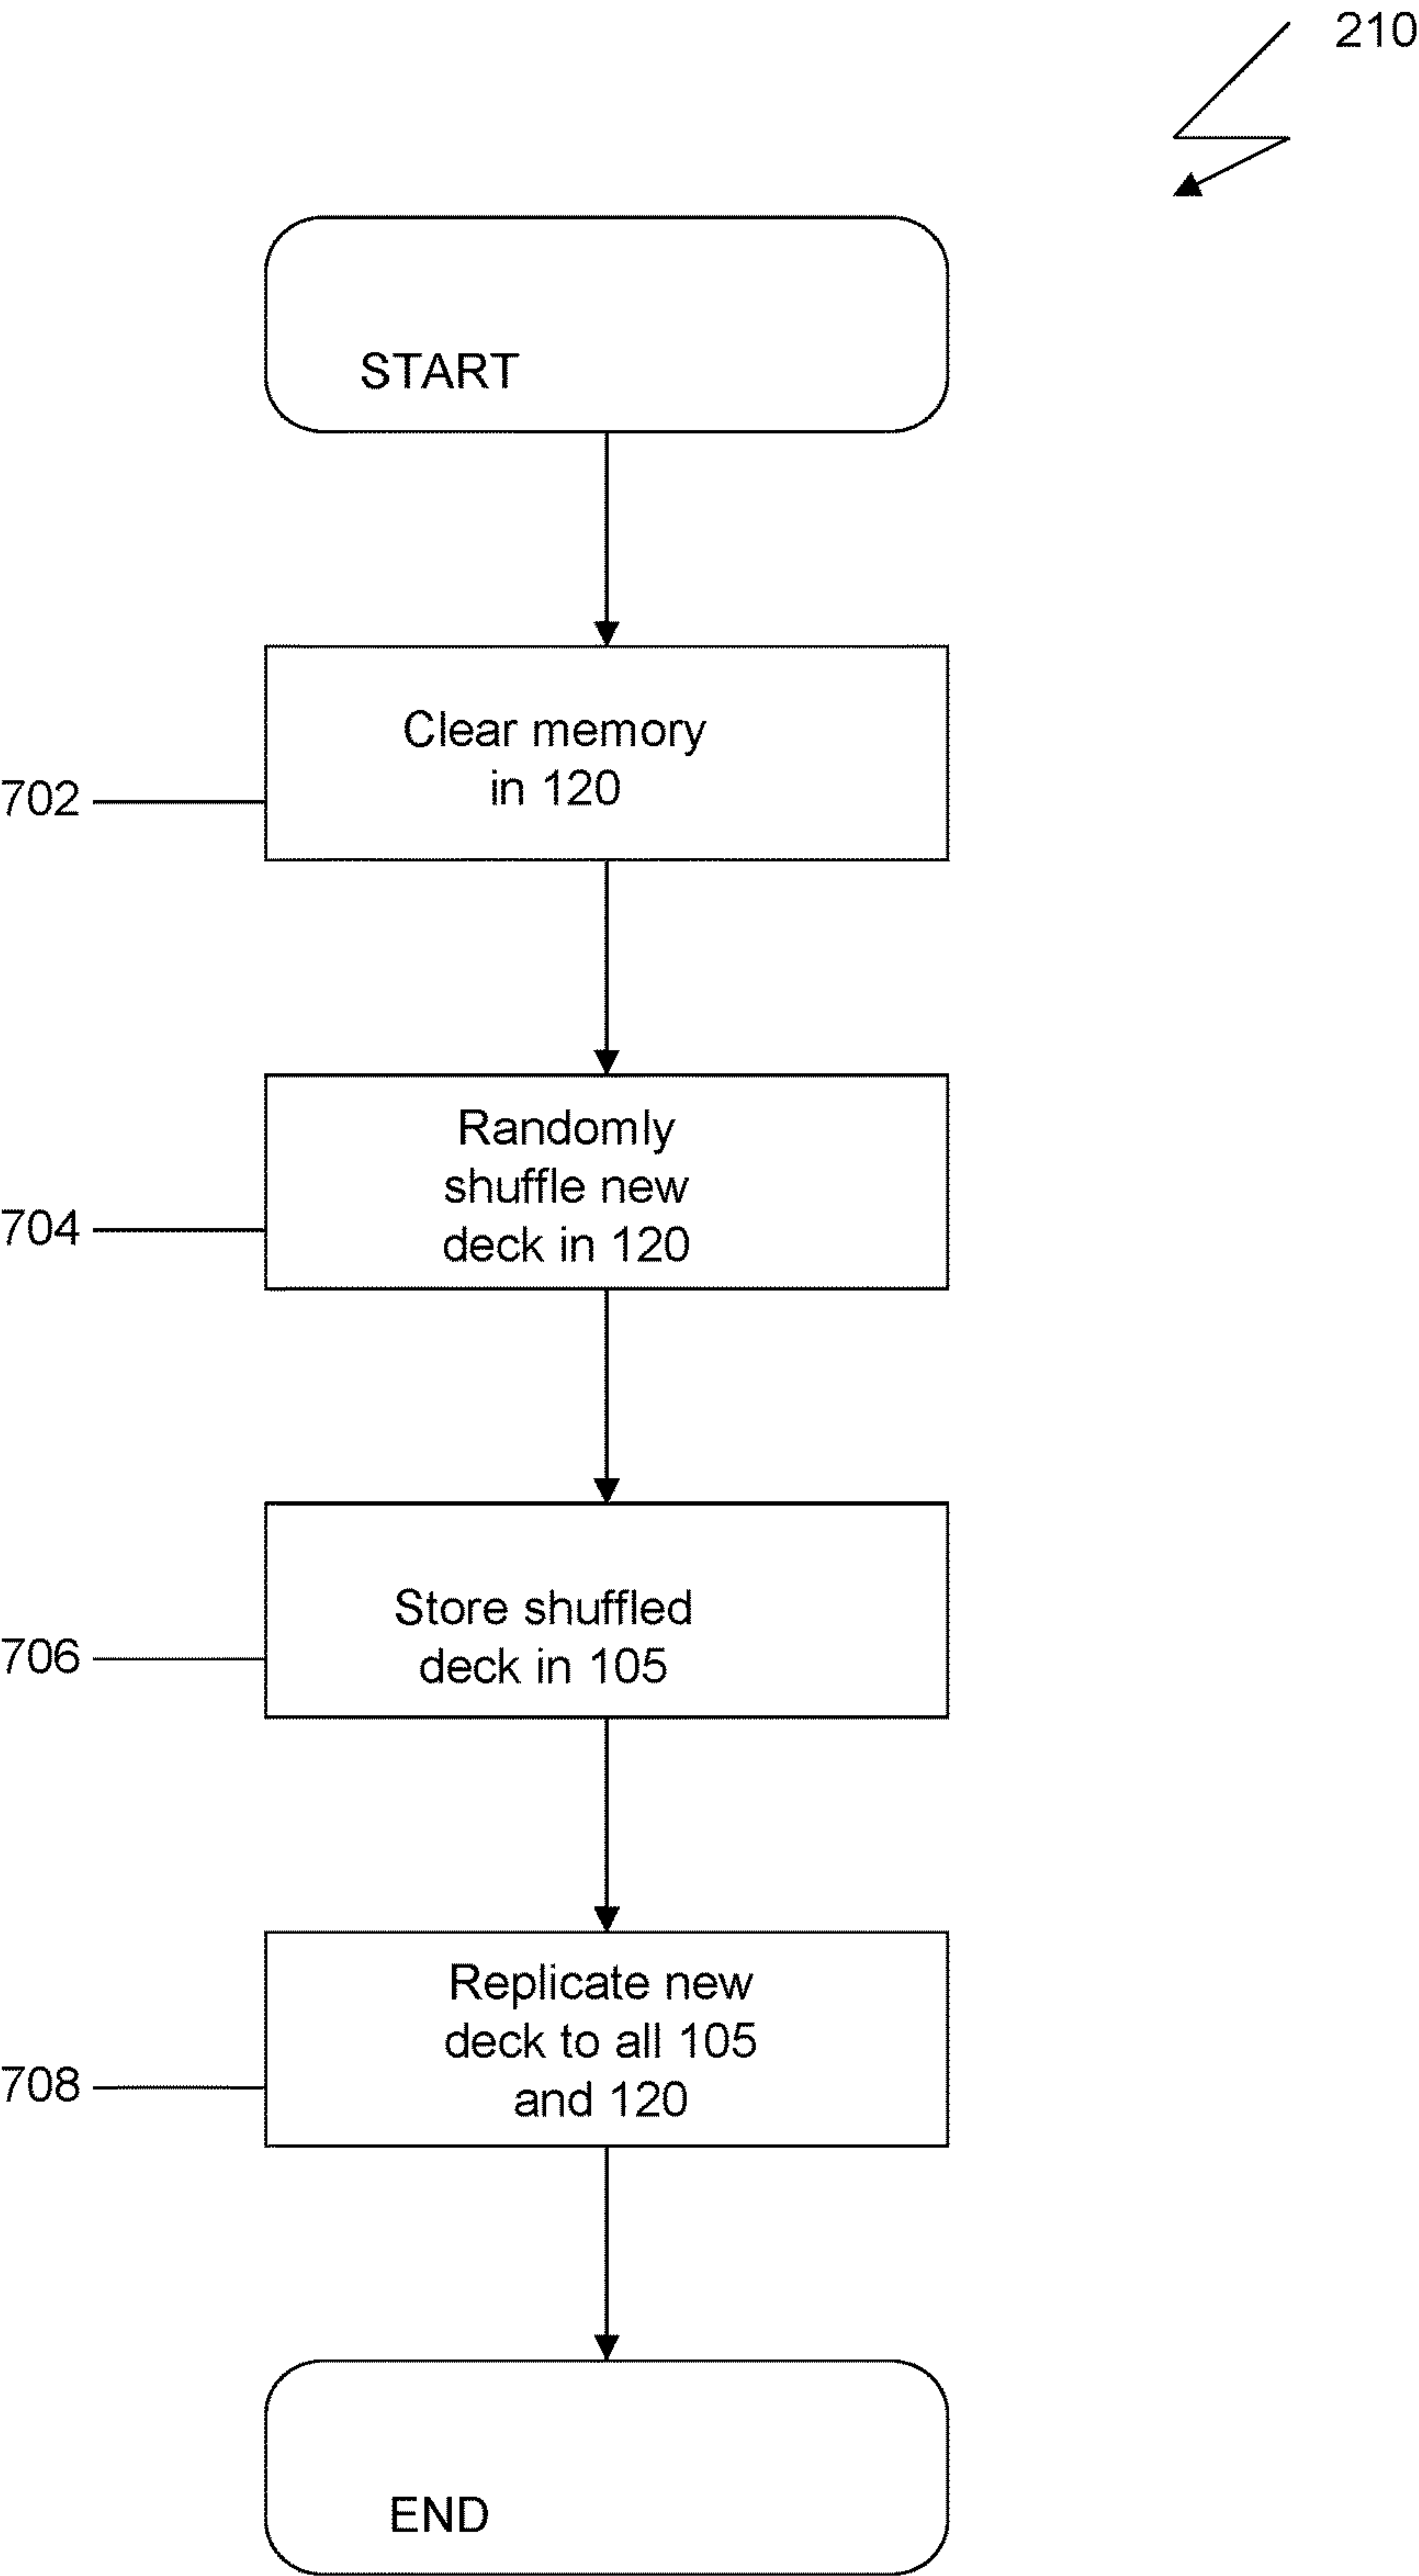 210
START
Clear memory
in 120
702
Randomly
shuffle new
deck in 120
704
Store shuffled
deck in 105
706
Replicate new
deck to all 105
and 120
708
END